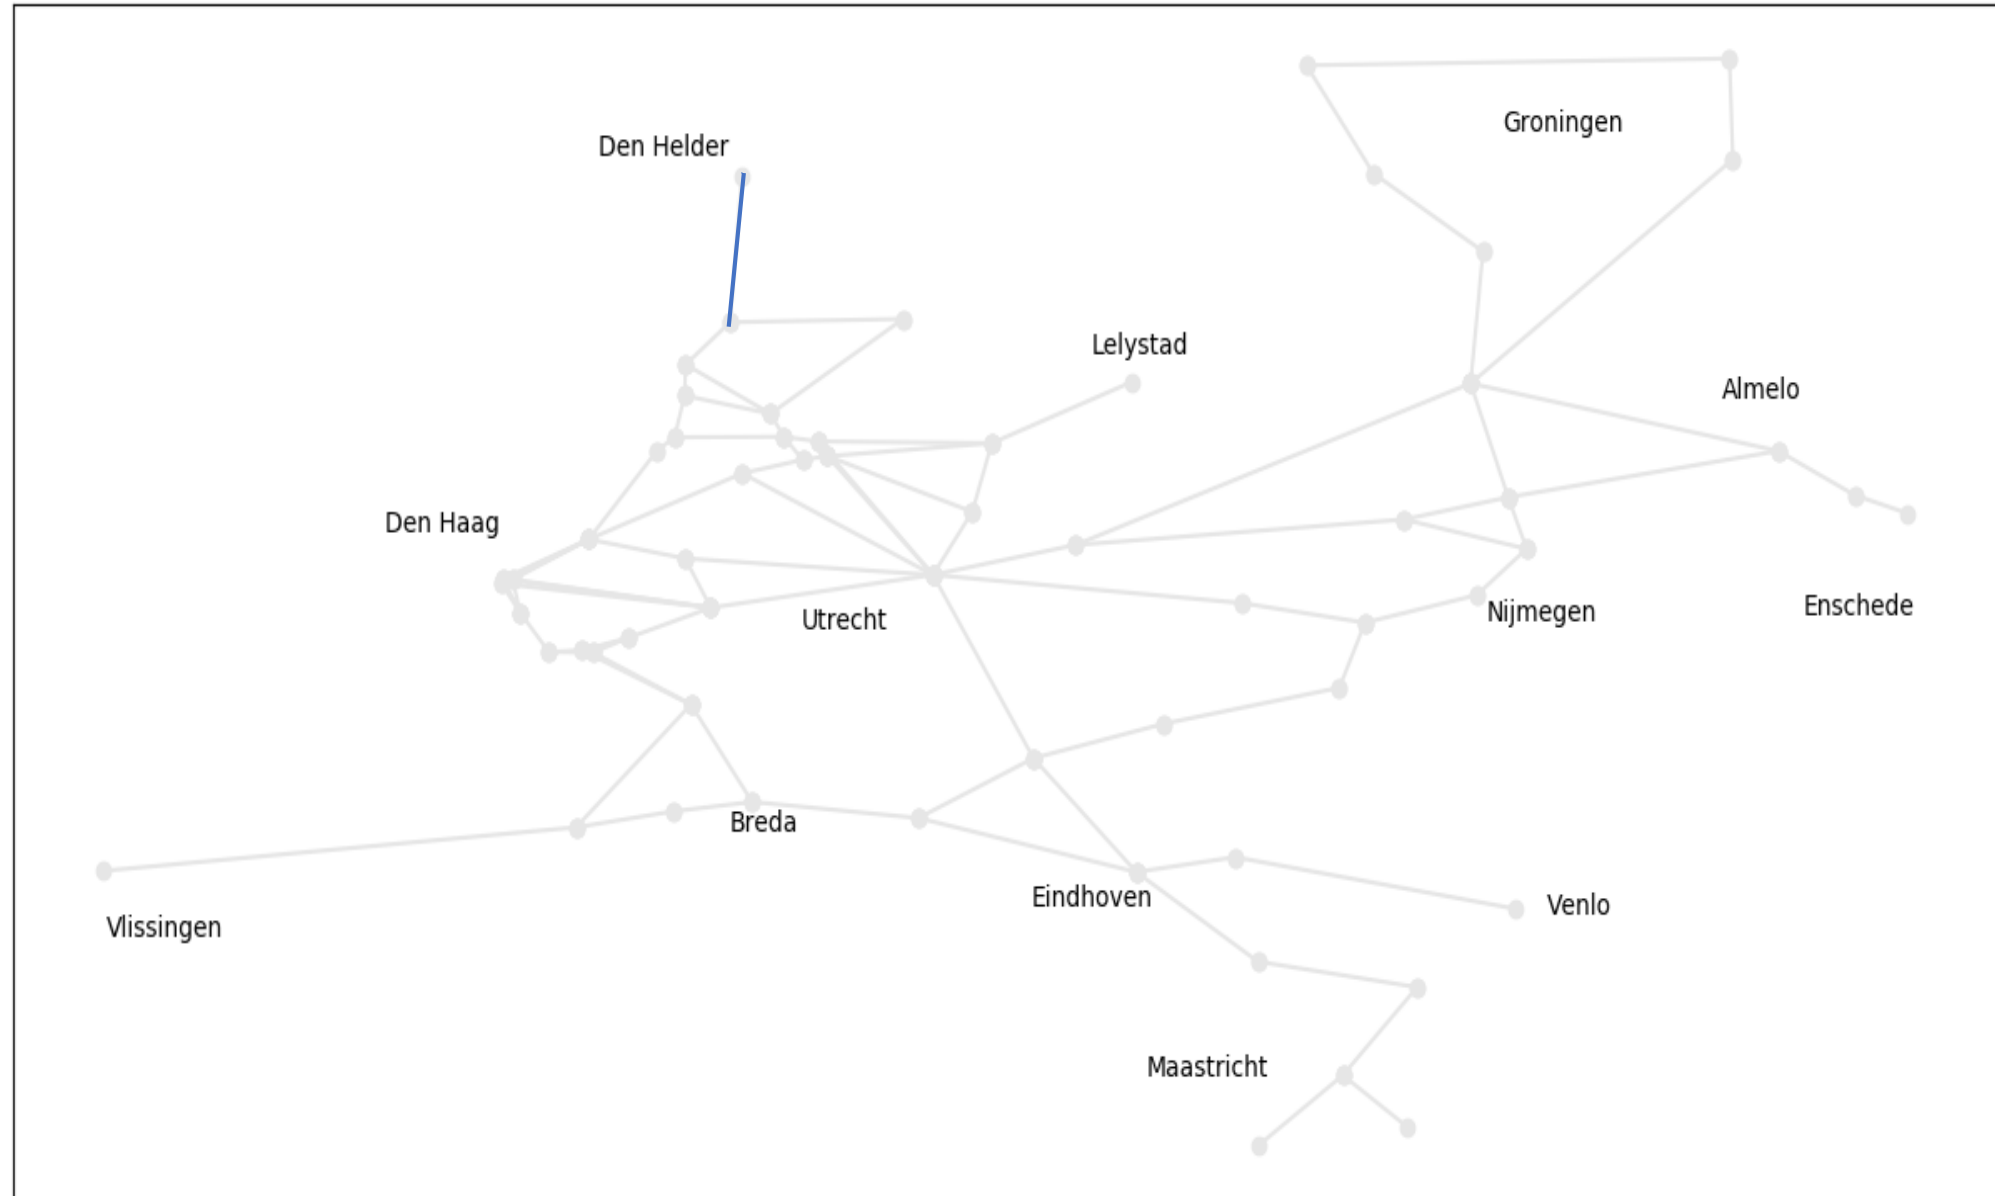 Groningen
Den Helder
Lelystad
Almelo
Den Haag
Enschede
Nijmegen
Utrecht
Breda
Eindhoven
Venlo
Vlissingen
Maastricht